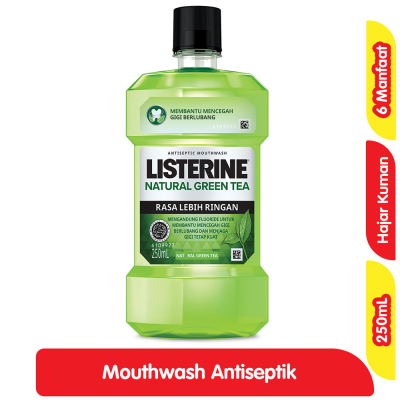 MEMBANTU MENCEGAH
GIGI BERLUBANG
ANTISEPTIC MOUTHWASH
LISTERINE
NATURAL GREEN TEA
RASA LEBIH RINGAN
MENGANDUNG FLUORIDE UNTUK
MEMBANTU MENCEGAH GIGI
BERLUBANG DAN MENJAGA
GIGI TETAP KUAT
250mL
6 Manfaat
Hajar Kuman
250mL
Mouthwash Antiseptik